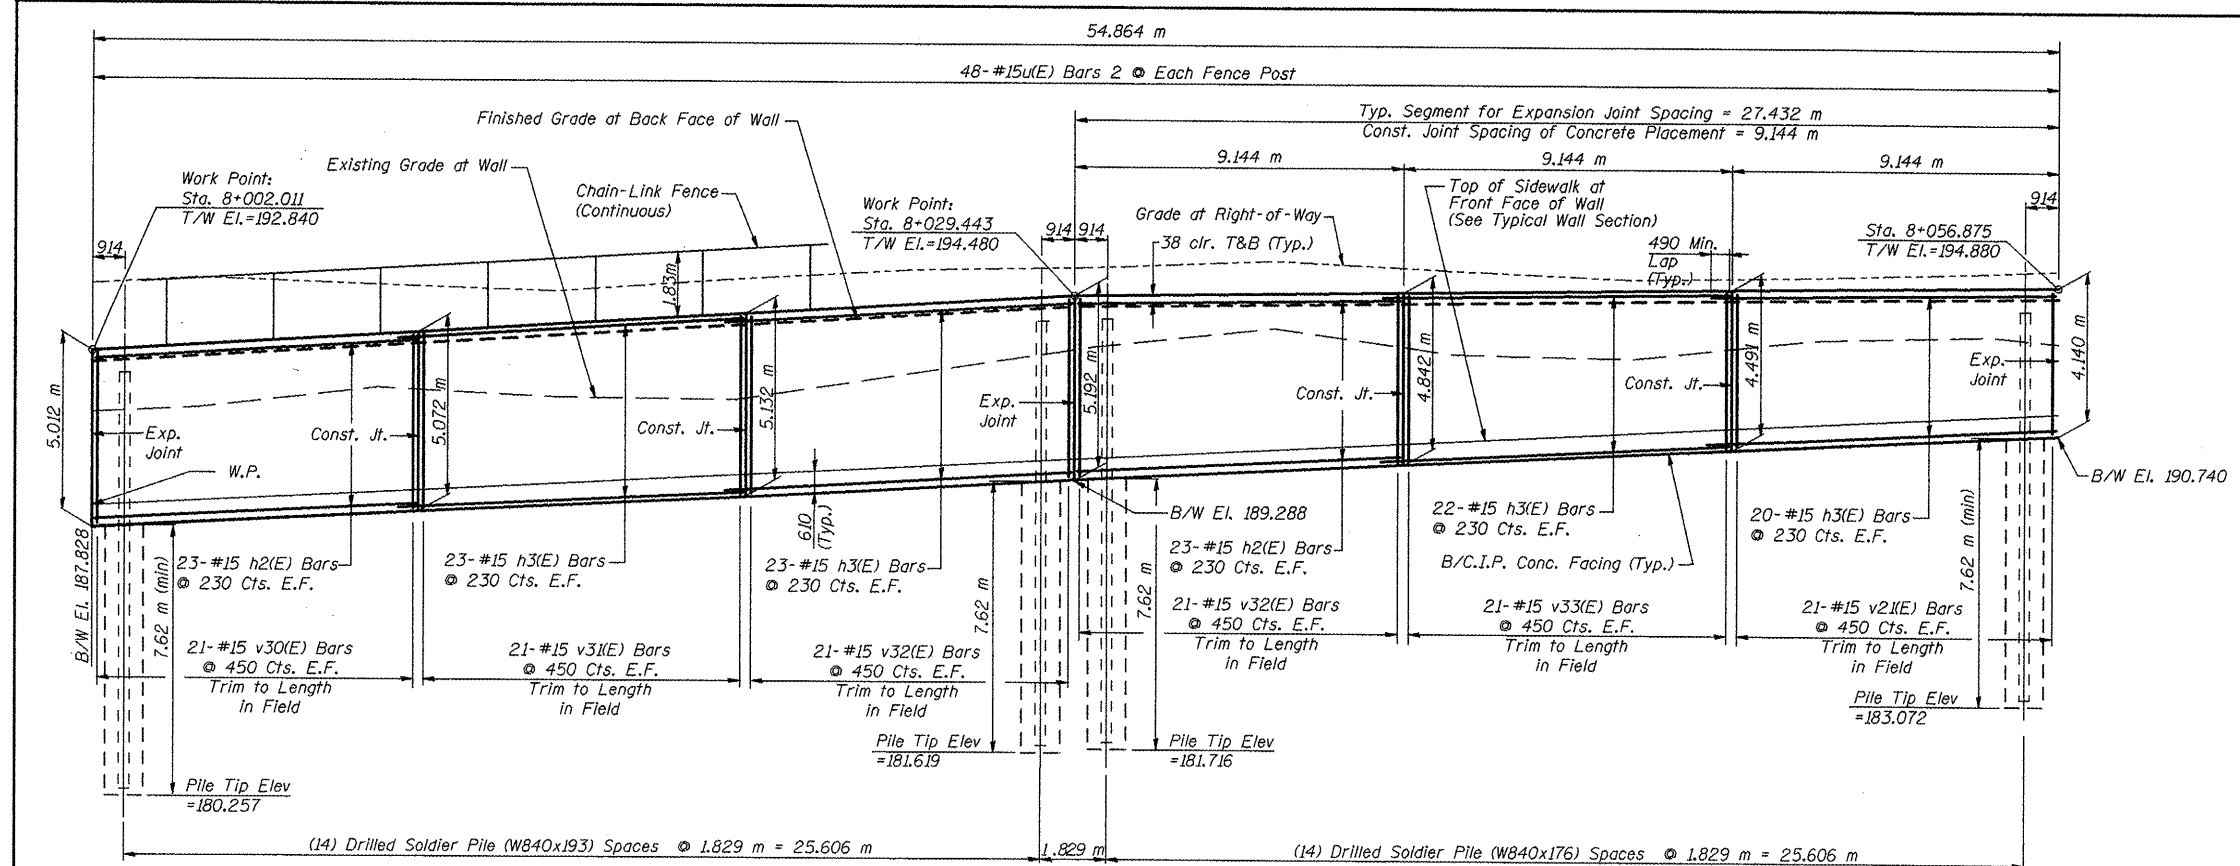 54.864 m
48-#15u(E) Bars 2 @ Each Fence Post
Typ. Segment for Expansion Joint Spacing = 27.432 m
Const. Joint Spacing of Concrete Placement = 9.144 m
9.144 m
9.144 m
9.144 m
Finished Grade at Back Face of Wall
Existing Grade at Wall
Chain-Link Fence
(Continuous)
Work Point:
Sta. 8+002.011
T/W El.=192.840
914
Work Point:
Sta. 8+029.443
T/W El.=194.480
914
914
Grade at Right-of-Way
38 clr. T&B (Typ.)
Top of Sidewalk at
Front Face of Wall
(See Typical Wall Section)
490 Min.
Lap
(Typ.)
914
Sta. 8+056.875
T/W El.=194.880
1.83m
5.012 m
Exp.
Joint
W.P.
Const. Jt.
5.072 m
Const. Jt.
5.132 m
Exp.
Joint
5.192 m
Const. Jt.
4.842 m
Const. Jt.
4.491 m
Exp.
Joint
4.140 m
B/W El. 190.740
B/W El. 187.828
7.62 m (min)
23-#15 h2(E) Bars
@ 230 Cts. E.F.
23-#15 h3(E) Bars
@ 230 Cts. E.F.
610
(Typ.)
23-#15 h3(E) Bars
@ 230 Cts. E.F.
7.62 m
B/W El. 189.288
23-#15 h2(E) Bars
@ 230 Cts. E.F.
7.62 m
22-#15 h3(E) Bars
@ 230 Cts. E.F.
B/C.I.P. Conc. Facing (Typ.)
20-#15 h3(E) Bars
@ 230 Cts. E.F.
7.62 m (min)
21-#15 v30(E) Bars
@ 450 Cts. E.F.
Trim to Length
in Field
21-#15 v31(E) Bars
@ 450 Cts. E.F.
Trim to Length
in Field
21-#15 v32(E) Bars
@ 450 Cts. E.F.
Trim to Length
in Field
21-#15 v32(E) Bars
@ 450 Cts. E.F.
Trim to Length
in Field
21-#15 v33(E) Bars
@ 450 Cts. E.F.
Trim to Length
in Field
21-#15 v21(E) Bars
@ 450 Cts. E.F.
Trim to Length
in Field
Pile Tip Elev
=180.257
Pile Tip Elev
=181.619
Pile Tip Elev
=181.716
Pile Tip Elev
=183.072
(14) Drilled Soldier Pile (W840x193) Spaces @ 1.829 m = 25.606 m
1.829 m
(14) Drilled Soldier Pile (W840x176) Spaces @ 1.829 m = 25.606 m